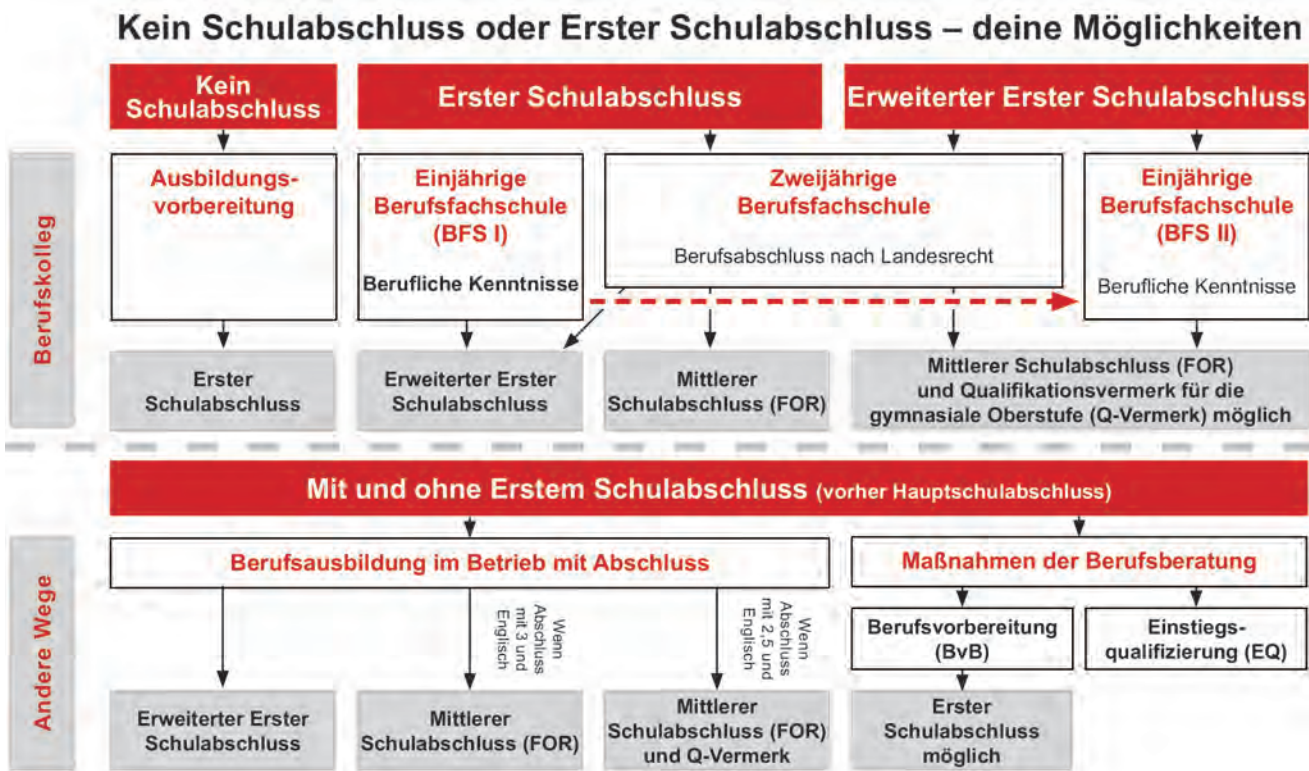 Kein Schulabschluss oder Erster Schulabschluss – deine Möglichkeiten
Kein
Schulabschluss
Erster Schulabschluss
Erweiterter Erster Schulabschluss
Berufskolleg
Ausbildungs-
vorbereitung
Einjährige
Berufsfachschule
(BFS I)
Berufliche Kenntnisse
Zweijährige
Berufsfachschule
Berufsabschluss nach Landesrecht
Einjährige
Berufsfachschule
(BFS II)
Berufliche Kenntnisse
Erster
Schulabschluss
Erweiterter Erster
Schulabschluss
Mittlerer
Schulabschluss (FOR)
Mittlerer Schulabschluss (FOR)
und Qualifikationsvermerk für die
gymnasiale Oberstufe (Q-Vermerk) möglich
Mit und ohne Erstem Schulabschluss (vorher Hauptschulabschluss)
Andere Wege
Berufsausbildung im Betrieb mit Abschluss
Maßnahmen der Berufsberatung
Wenn
Abschluss
mit 3 und
Englisch
Wenn
Abschluss
mit 2,5 und
Englisch
Berufsvorbereitung
(BvB)
Einstiegs-
qualifizierung (EQ)
Erweiterter Erster
Schulabschluss
Mittlerer
Schulabschluss (FOR)
Mittlerer
Schulabschluss (FOR)
und Q-Vermerk
Erster
Schulabschluss
möglich